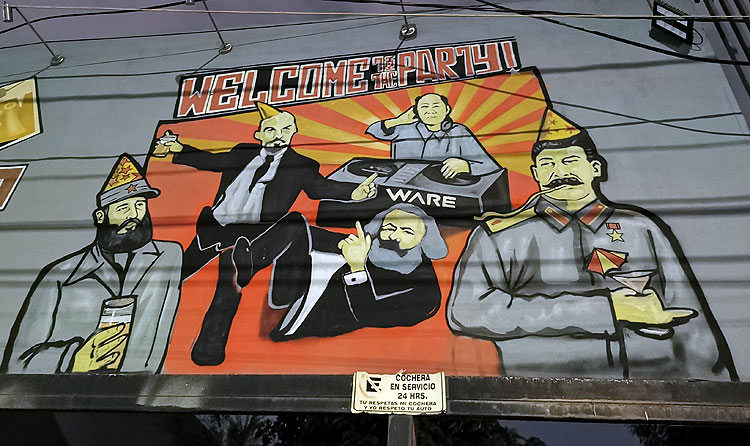 WELCOME TO THE PARTY!
WARE
COCHERA
EN SERVICIO
24 HRS.
TU RESPETAS MI COCHERA
Y YO RESPETO TU AUTO